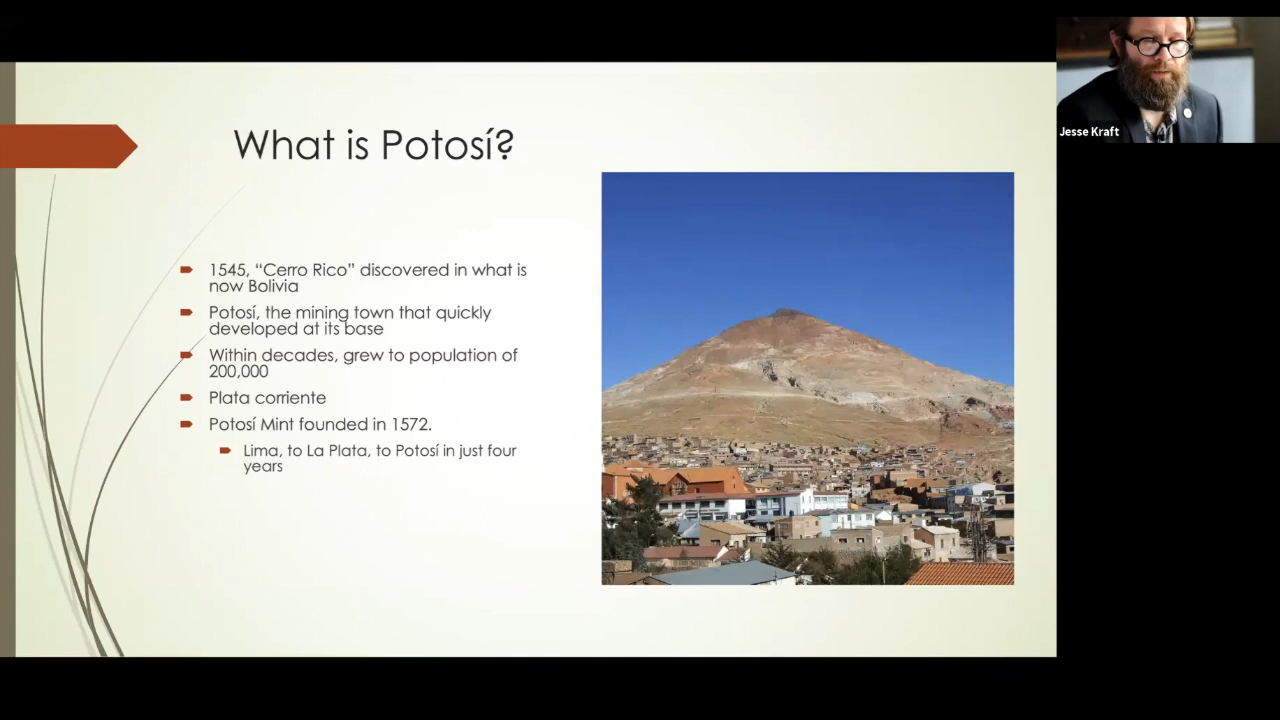 What is Potosí?
1545, “Cerro Rico” discovered in what is
now Bolivia
Potosí, the mining town that quickly
developed at its base
Within decades, grew to population of
200,000
Plata corriente
Potosí Mint founded in 1572.
Lima, to La Plata, to Potosí in just four
years
Jesse Kraft